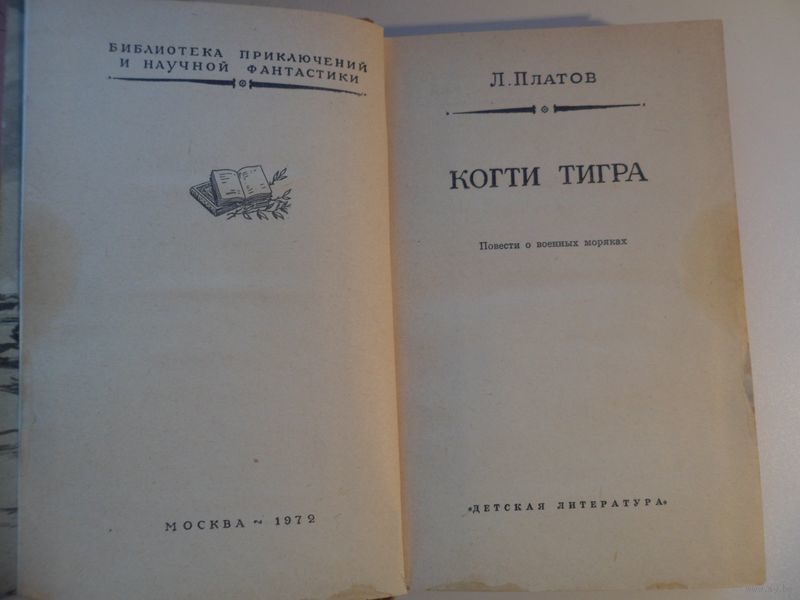 БИБЛИОТЕКА ПРИКЛЮЧЕНИЙ
И НАУЧНОЙ ФАНТАСТИКИ
МОСКВА ~ 1972
Л. ПЛАТОВ
КОГТИ ТИГРА
Повести о военных моряках
«ДЕТСКАЯ ЛИТЕРАТУРА»